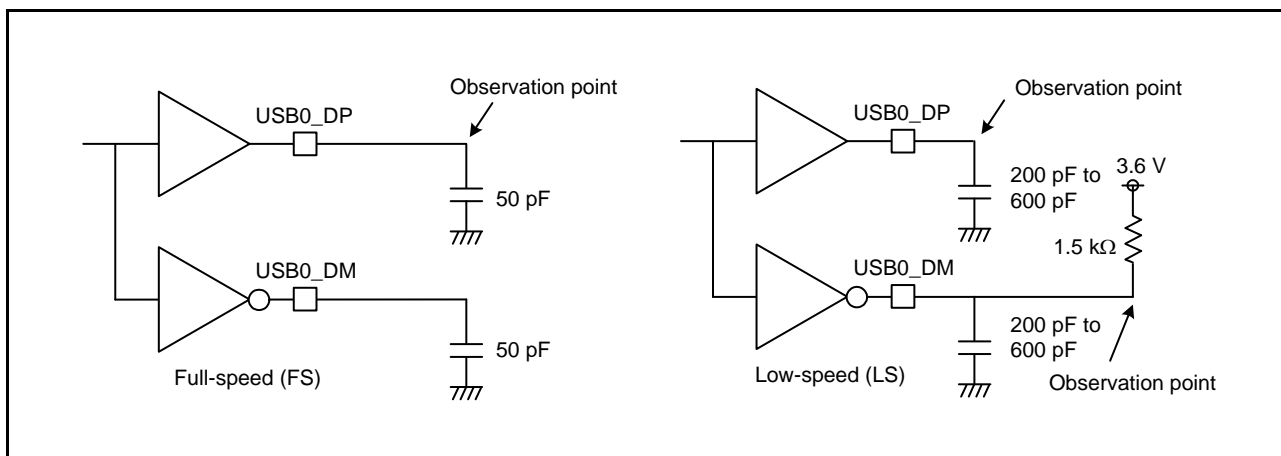 Observation point
USB0_DP
50 pF
USB0_DM
50 pF
Full-speed (FS)
Observation point
USB0_DP
200 pF to
600 pF
3.6 V
1.5 kΩ
USB0_DM
200 pF to
600 pF
Low-speed (LS)
Observation point